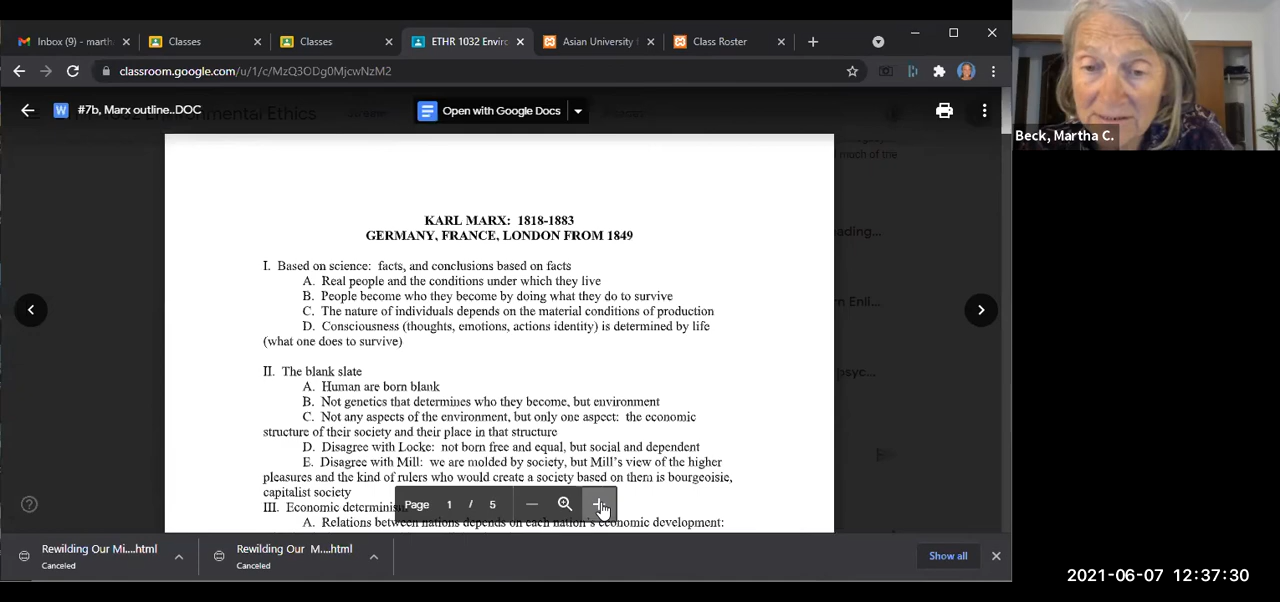 Inbox (9) - marth
Classes
Classes
ETHR 1032 Enviro
Asian University f
Class Roster
classroom.google.com/u/1/c/MzQ3ODg0MjcwNzM2
#7b, Marx outline..DOC
Open with Google Docs
Beck, Martha C.
KARL MARX: 1818-1883
GERMANY, FRANCE, LONDON FROM 1849
I. Based on science: facts, and conclusions based on facts
A. Real people and the conditions under which they live
B. People become who they become by doing what they do to survive
C. The nature of individuals depends on the material conditions of production
D. Consciousness (thoughts, emotions, actions identity) is determined by life
(what one does to survive)
II. The blank slate
A. Human are born blank
B. Not genetics that determines who they become, but environment
C. Not any aspects of the environment, but only one aspect: the economic
structure of their society and their place in that structure
D. Disagree with Locke: not born free and equal, but social and dependent
E. Disagree with Mill: we are molded by society, but Mill's view of the higher
pleasures and the kind of rulers who would create a society based on them is bourgeoisie,
capitalist society
III. Economic determinism
A. Relations between nations depends on each nation's economic development:
Page 1 / 5
Rewilding Our Mi....html
Canceled
Rewilding Our M....html
Canceled
Show all
2021-06-07 12:37:30